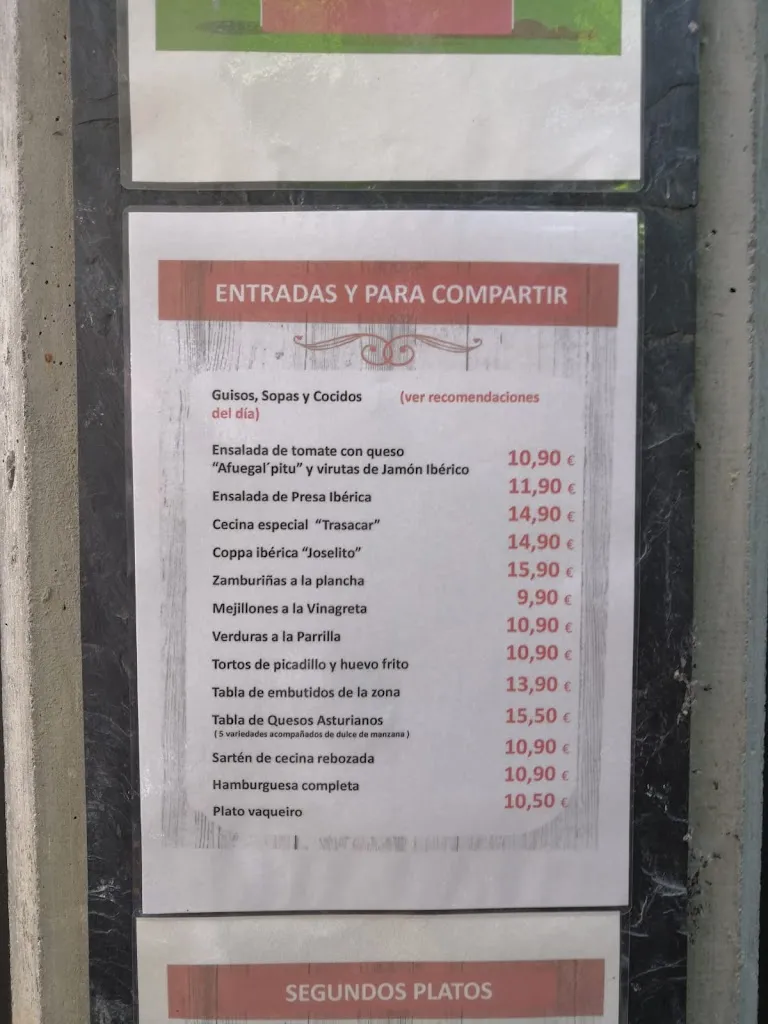 ENTRADAS Y PARA COMPARTIR
Guisos, Sopas y Cocidos (ver recomendaciones
del día)
Ensalada de tomate con queso
“Afuegal´pitu” y virutas de Jamón Ibérico 10,90 €
Ensalada de Presa Ibérica 11,90 €
Cecina especial “Trasacar” 14,90 €
Coppa ibérica “Joselito” 14,90 €
Zamburiñas a la plancha 15,90 €
Mejillones a la Vinagreta 9,90 €
Verduras a la Parrilla 10,90 €
Tortos de picadillo y huevo frito 10,90 €
Tabla de embutidos de la zona 13,90 €
Tabla de Quesos Asturianos 15,50 €
( 5 variedades acompañados de dulce de manzana )
Sartén de cecina rebozada 10,90 €
Hamburguesa completa 10,90 €
Plato vaqueiro 10,50 €
SEGUNDOS PLATOS